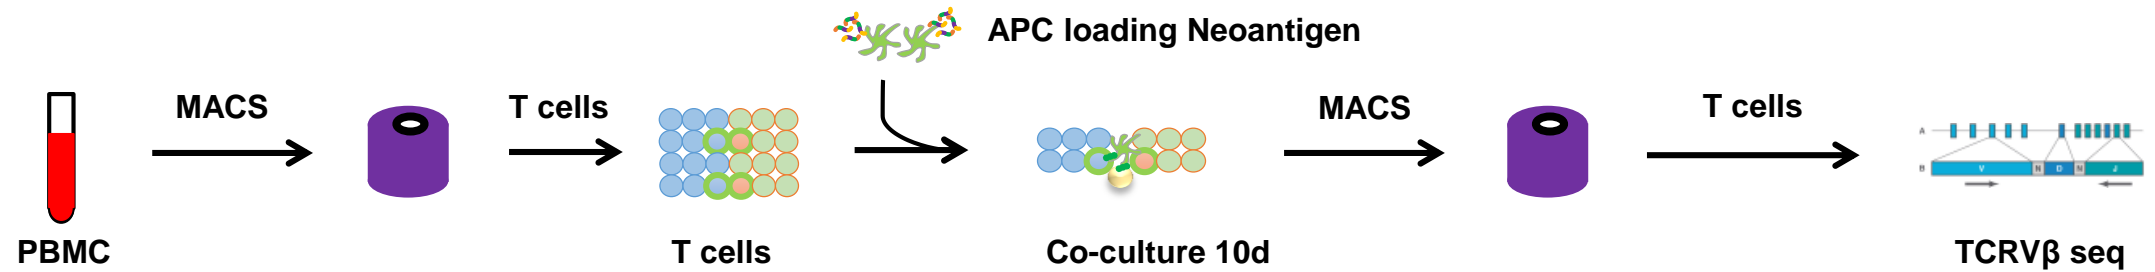 APC loading Neoantigen
MACS
T cells
MACS
T cells
A
B
V
N
D
N
J
PBMC
T cells
Co-culture 10d
TCRVβ seq